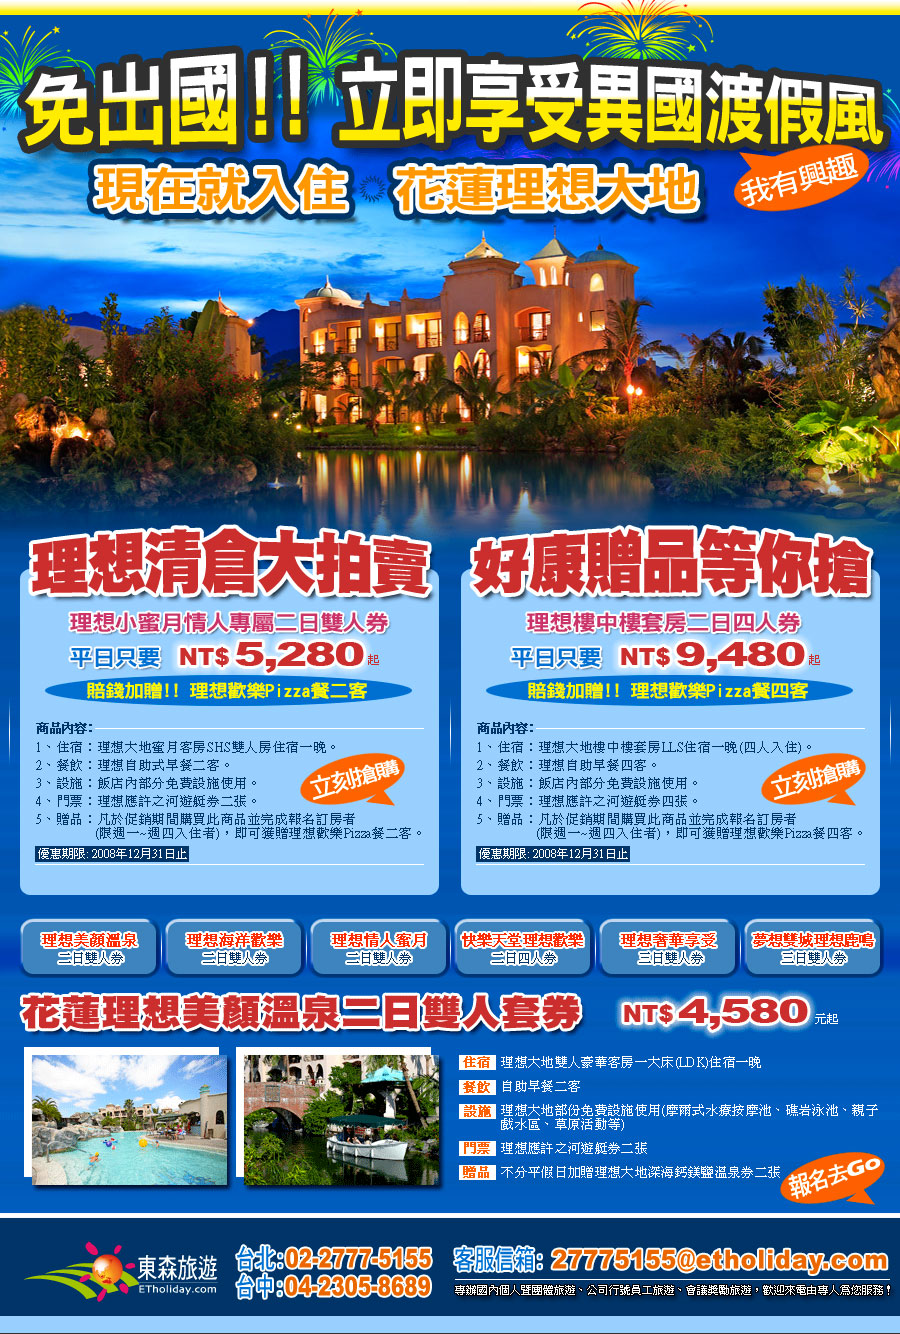 免出國!! 立即享受異國渡假風
現在就入住 花蓮理想大地
我有興趣
理想清倉大拍賣
理想小蜜月情人專屬二日雙人券
平日只要 NT$5,280起
賠錢加贈!! 理想歡樂Pizza餐二客
商品內容:
1、住宿：理想大地蜜月客房SHS雙人房住宿一晚。
2、餐飲：理想自助式早餐二客。
3、設施：飯店內部分免費設施使用。
4、門票：理想應許之河遊艇券二張。
5、贈品：凡於促銷期間購買此商品並完成報名訂房者
(限週一~週四入住者)，即可獲贈理想歡樂Pizza餐二客。
優惠期限: 2008年12月31日止
立刻搶購
好康贈品等你搶
理想樓中樓套房二日四人券
平日只要 NT$9,480起
賠錢加贈!! 理想歡樂Pizza餐四客
商品內容:
1、住宿：理想大地樓中樓套房LLS住宿一晚(四人入住)。
2、餐飲：理想自助早餐四客。
3、設施：飯店內部分免費設施使用。
4、門票：理想應許之河遊艇券四張。
5、贈品：凡於促銷期間購買此商品並完成報名訂房者
(限週一~週四入住者)，即可獲贈理想歡樂Pizza餐四客。
優惠期限: 2008年12月31日止
立刻搶購
理想美顏溫泉
二日雙人券
理想海洋歡樂
二日雙人券
理想情人蜜月
二日雙人券
快樂天堂理想歡樂
二日四人券
理想奢華享受
三日雙人券
夢想雙城理想鹿鳴
三日雙人券
花蓮理想美顏溫泉二日雙人套券 NT$4,580元起
住宿 理想大地雙人豪華客房一大床(LDK)住宿一晚
餐飲 自助早餐二客
設施 理想大地部份免費設施使用(摩爾式水療按摩池、礁岩泳池、親子
戲水區、草原活動等)
門票 理想應許之河遊艇券二張
贈品 不分平假日加贈理想大地深海鈣鎂鹽溫泉券二張
報名去GO
東森旅遊
ETholiday.com
台北:02-2777-5155
台中:04-2305-8689
客服信箱: 27775155@etholiday.com
專辦國內個人暨團體旅遊、公司行號員工旅遊、會議獎勵旅遊，歡迎來電由專人為您服務！